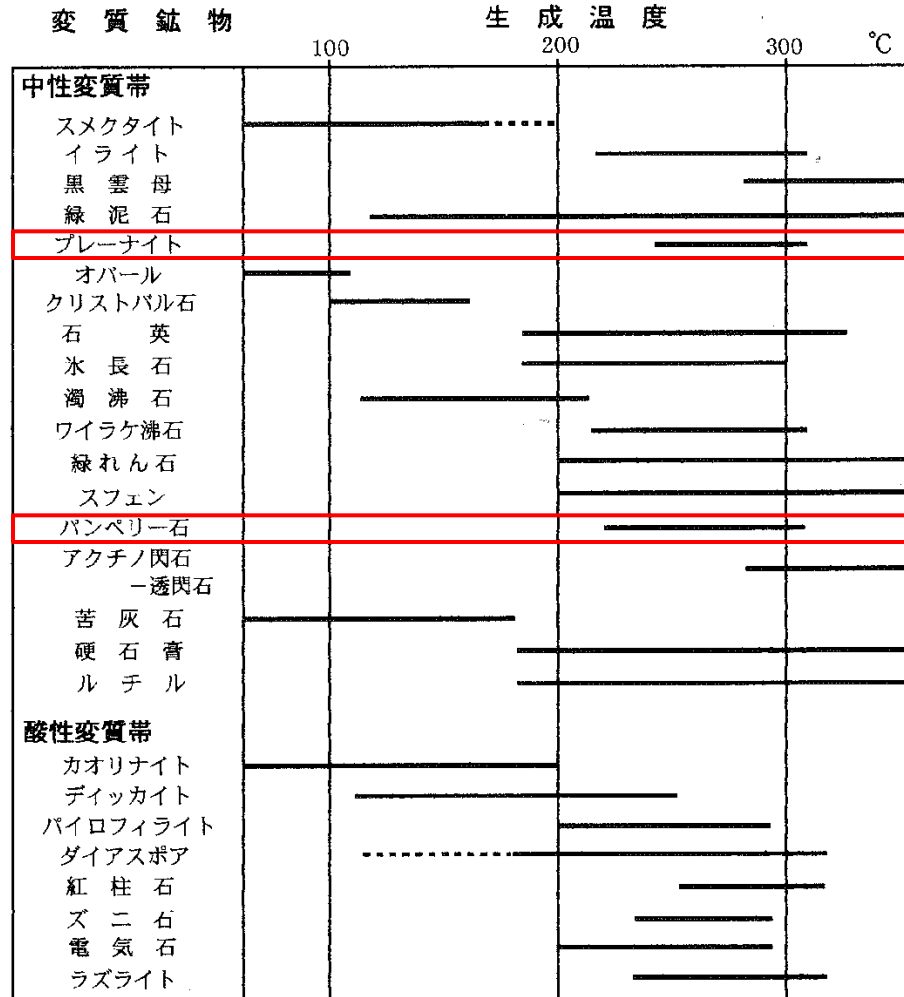 変質鉱物 生成温度
100 200 300 ℃
中性変質帯
スメクタイト
イライト
黒雲母
緑泥石
プレーナイト
オパール
クリストバル石
石英
氷長石
濁沸石
ワイラケ沸石
緑れん石
スフェン
パンペリー石
アクチノ閃石
－透閃石
苦灰石
硬石膏
ルチル
酸性変質帯
カオリナイト
ディッカイト
パイロフィライト
ダイアスポア
紅柱石
ズニ石
電気石
ラズライト